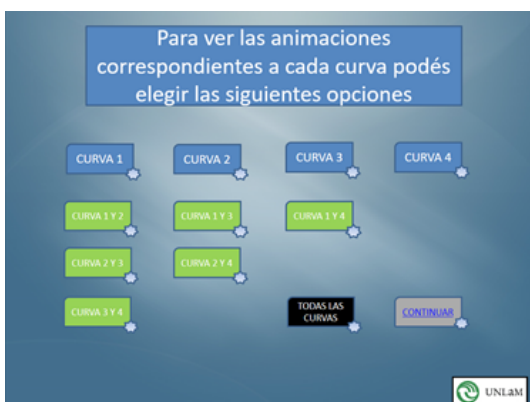 Para ver las animaciones
correspondientes a cada curva podés
elegir las siguientes opciones
CURVA 1
CURVA 2
CURVA 3
CURVA 4
CURVA 1 Y 2
CURVA 1 Y 3
CURVA 1 Y 4
CURVA 2 Y 3
CURVA 2 Y 4
CURVA 3 Y 4
TODAS LAS
CURVAS
CONTINUAR
UNLaM